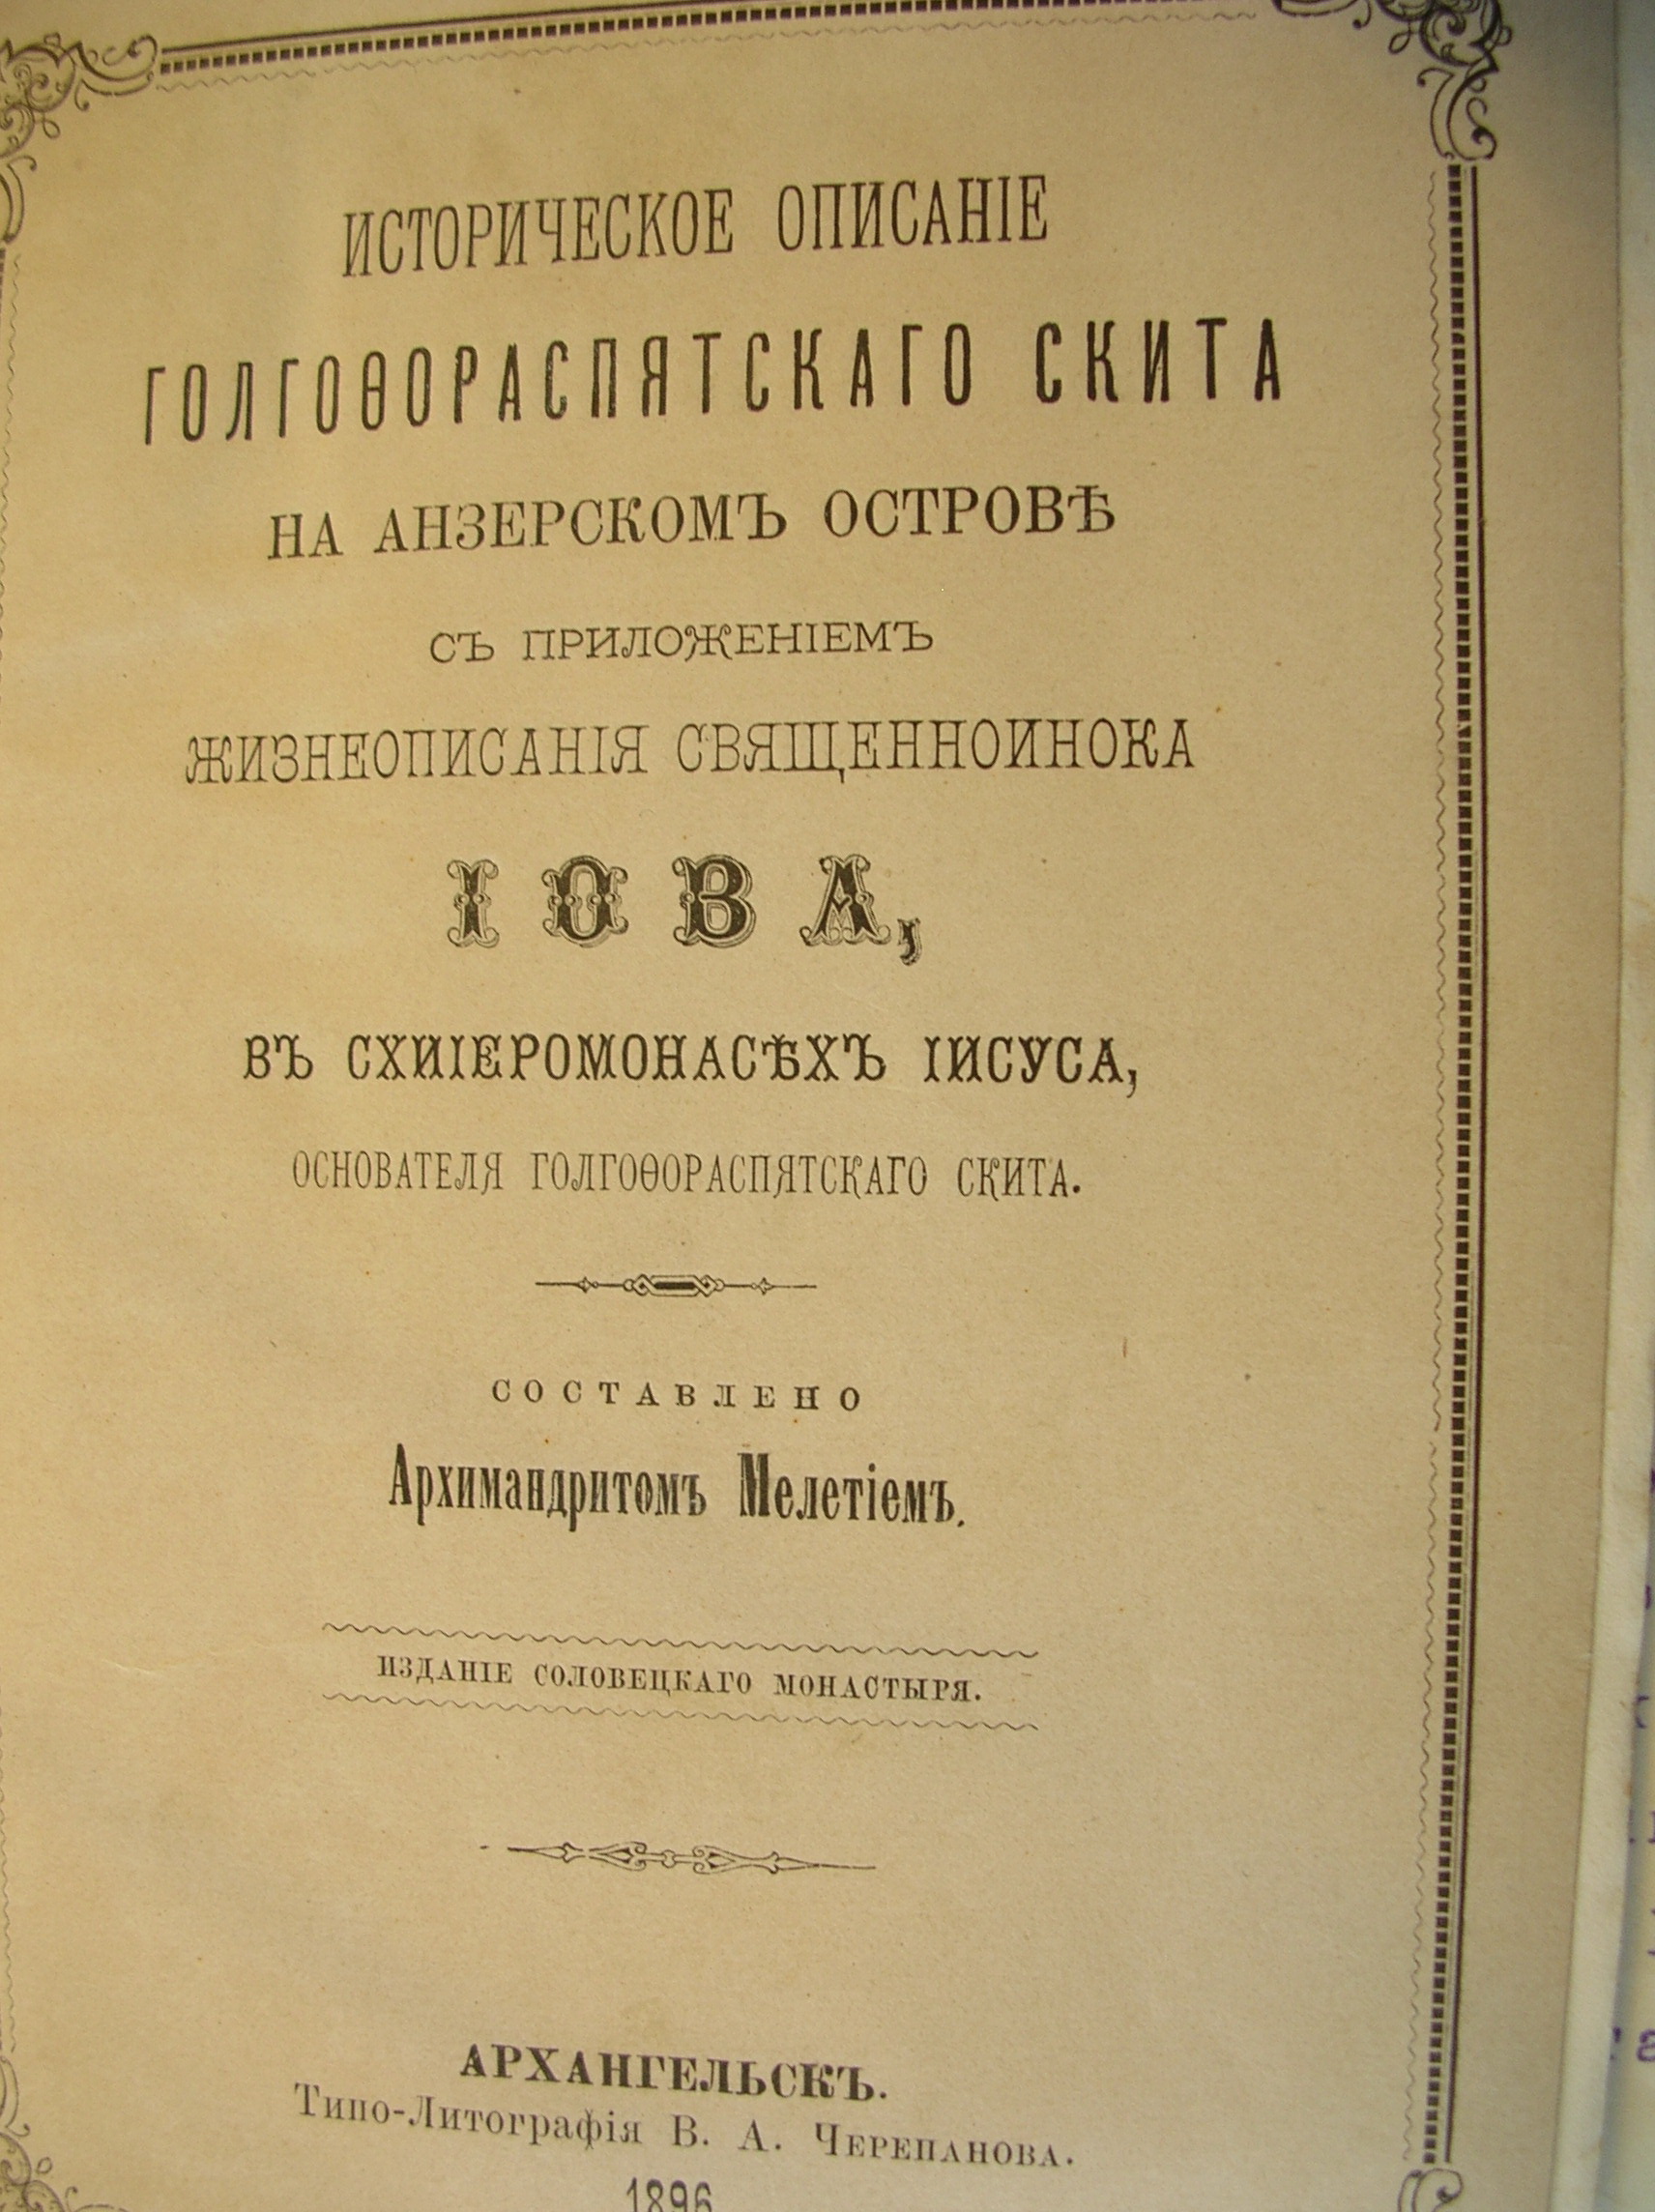 ИСТОРИЧЕСКОЕ ОПИСАНІЕ
ГОЛГОѲОРАСПЯТСКАГО СКИТА
НА АНЗЕРСКОМЪ ОСТРОВѢ
СЪ ПРИЛОЖЕНІЕМЪ
ЖИЗНЕОПИСАНІЯ СВЯЩЕННОИНОКА
ІОВА,
ВЪ СХИІЕРОМОНАСѢХЪ ІИСУСА,
ОСНОВАТЕЛЯ ГОЛГОѲОРАСПЯТСКАГО СКИТА.
СОСТАВЛЕНО
Архимандритомъ Мелетіемъ.
ИЗДАНІЕ СОЛОВЕЦКАГО МОНАСТЫРЯ.
АРХАНГЕЛЬСКЪ.
Типо-Литографія В. А. ЧЕРЕПАНОВА.
1896